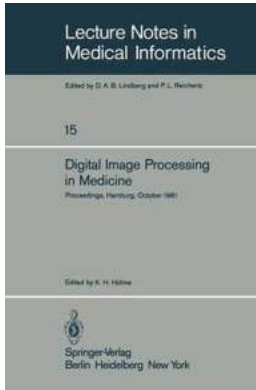 Lecture Notes in
Medical Informatics
Edited by D. A. B. Lindberg and P. L. Reichertz
15
Digital Image Processing
in Medicine
Proceedings, Hamburg, October 1981
Edited by K. H. Höhne
Springer-Verlag
Berlin Heidelberg New York